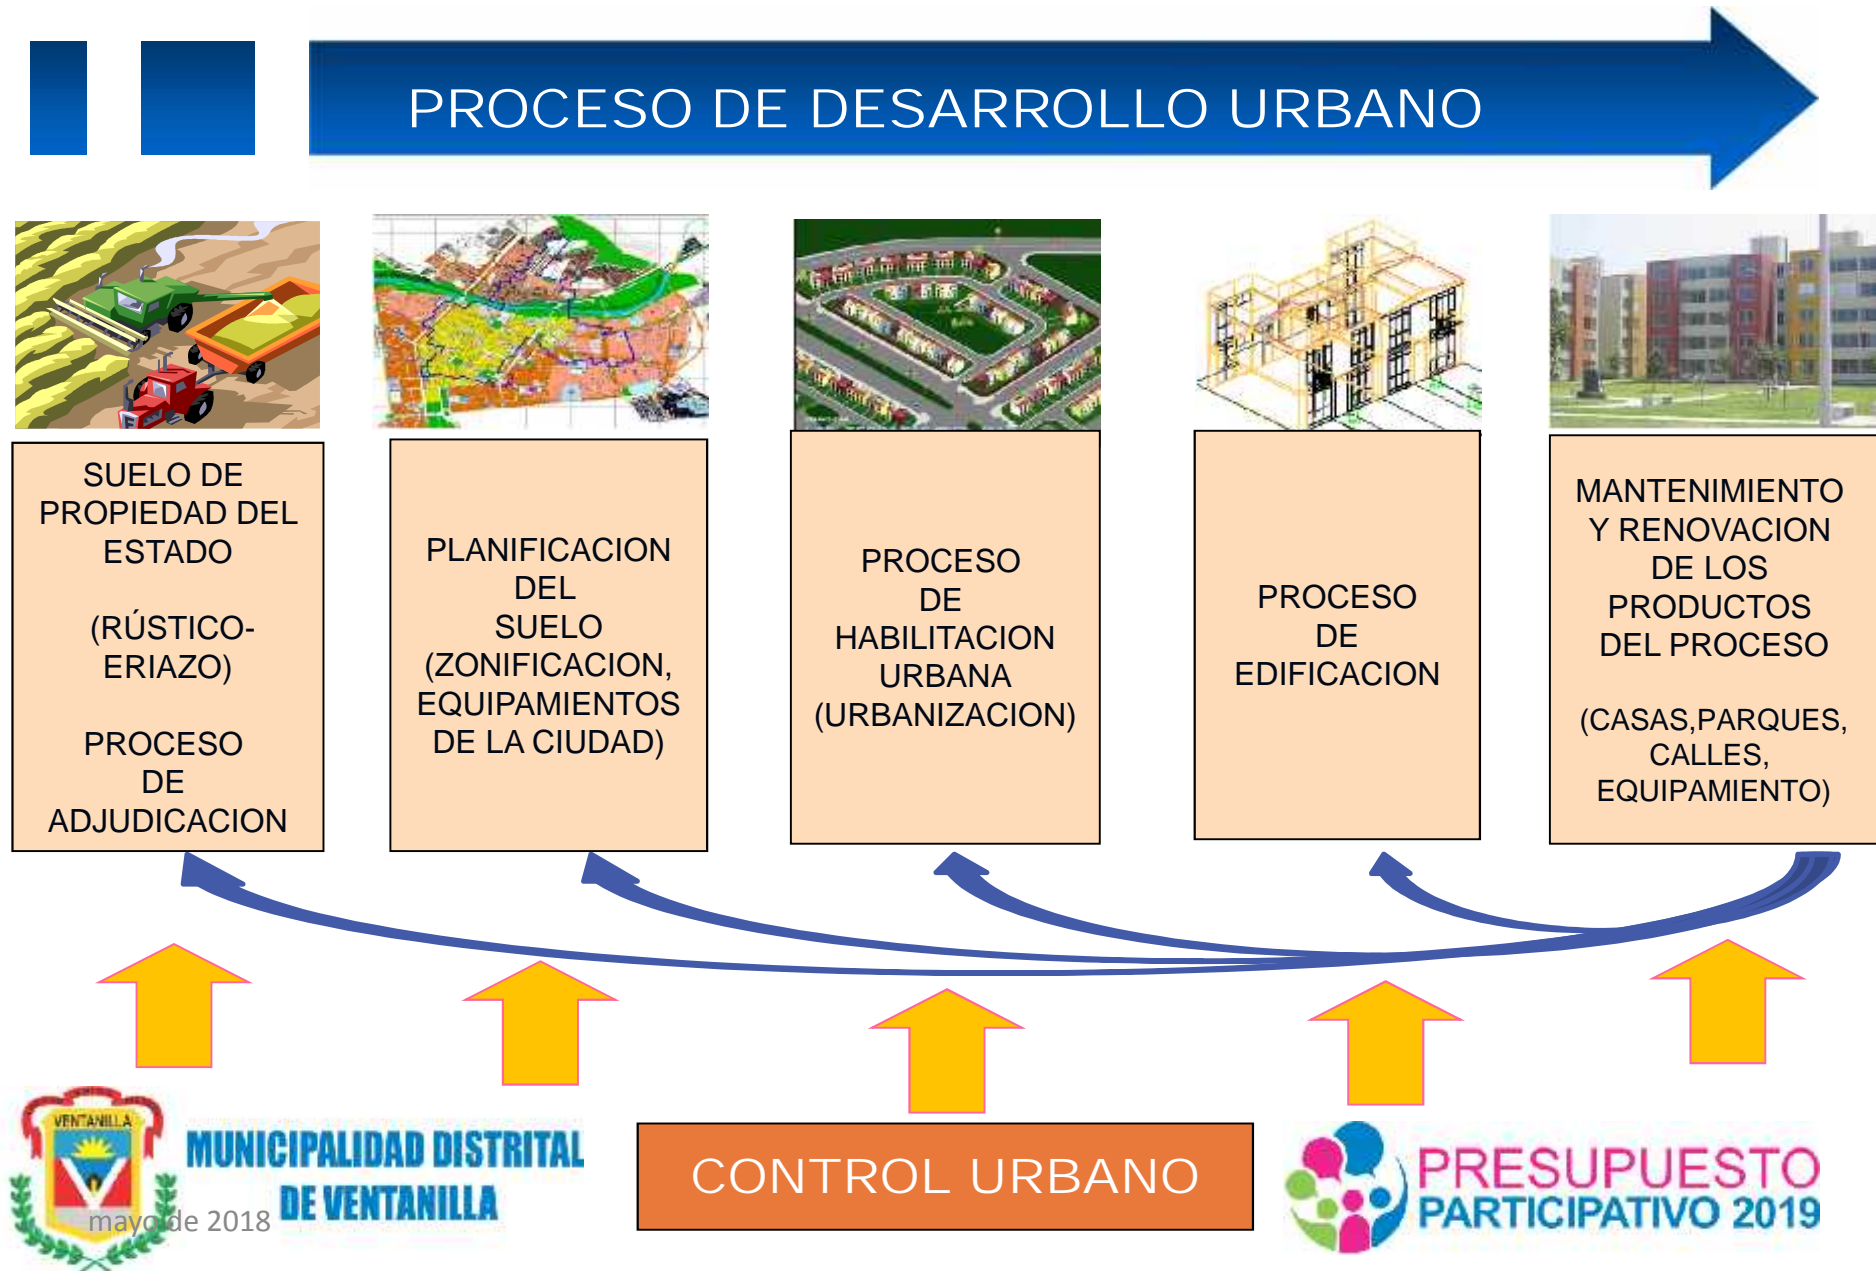 PROCESO DE DESARROLLO URBANO
SUELO DE
PROPIEDAD DEL
ESTADO
(RÚSTICO-
ERIAZO)
PROCESO
DE
ADJUDICACION
PLANIFICACION
DEL
SUELO
(ZONIFICACION,
EQUIPAMIENTOS
DE LA CIUDAD)
PROCESO
DE
HABILITACION
URBANA
(URBANIZACION)
PROCESO
DE
EDIFICACION
MANTENIMIENTO
Y RENOVACION
DE LOS
PRODUCTOS
DEL PROCESO
(CASAS,PARQUES,
CALLES,
EQUIPAMIENTO)
VENTANILLA
MUNICIPALIDAD DISTRITAL
DE VENTANILLA
mayo de 2018
CONTROL URBANO
PRESUPUESTO
PARTICIPATIVO 2019